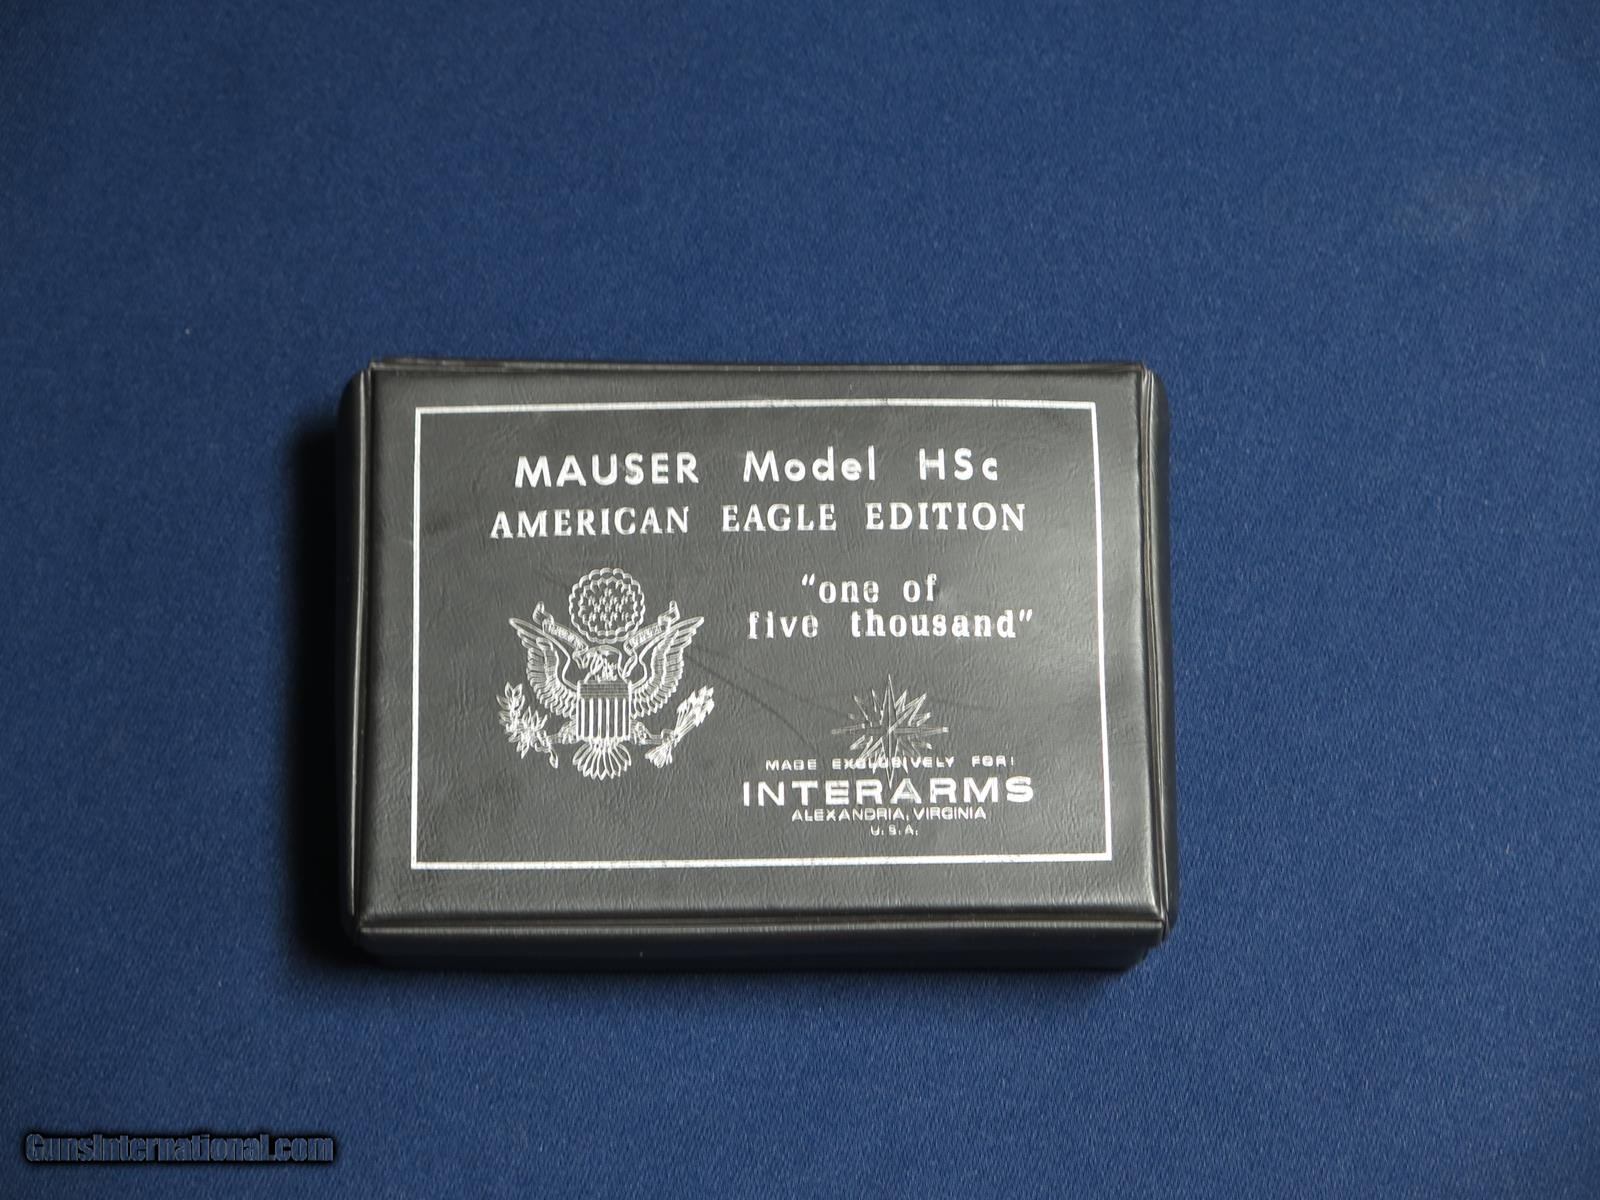 MAUSER Model HSc
AMERICAN EAGLE EDITION
"one of
five thousand"
MADE EXCLUSIVELY FOR:
INTERARMS
ALEXANDRIA, VIRGINIA
U.S.A.
GunsInternational.com